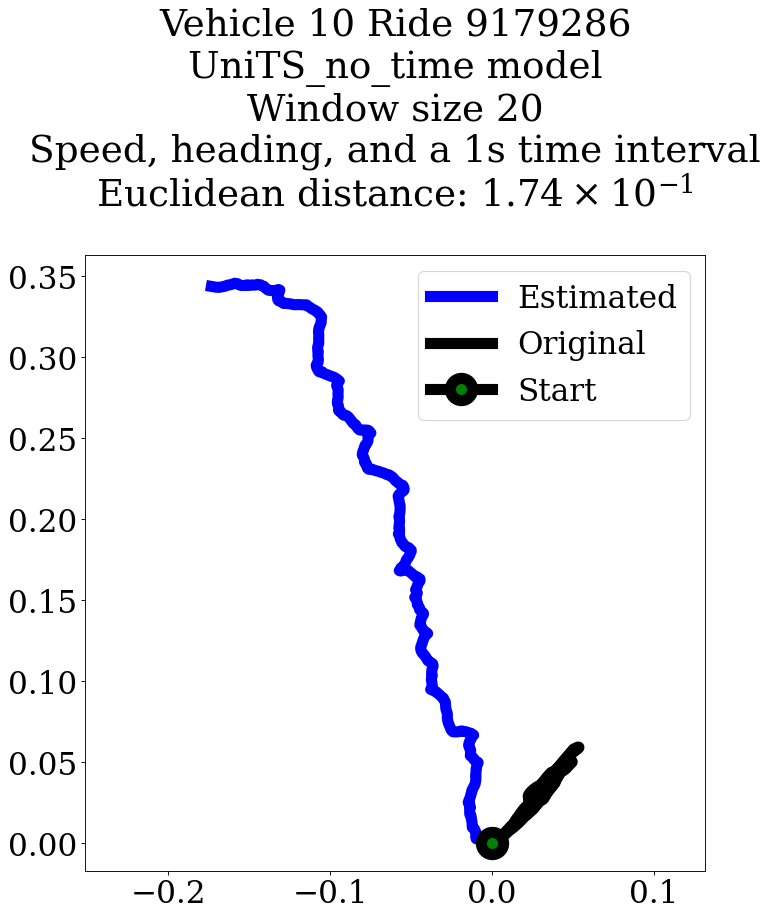 Vehicle 10 Ride 9179286
UniTS_no_time model
Window size 20
Speed, heading, and a 1s time interval
Euclidean distance: 1.74 × 10⁻¹
Estimated
Original
Start
0.35
0.30
0.25
0.20
0.15
0.10
0.05
0.00
−0.2 −0.1 0.0 0.1